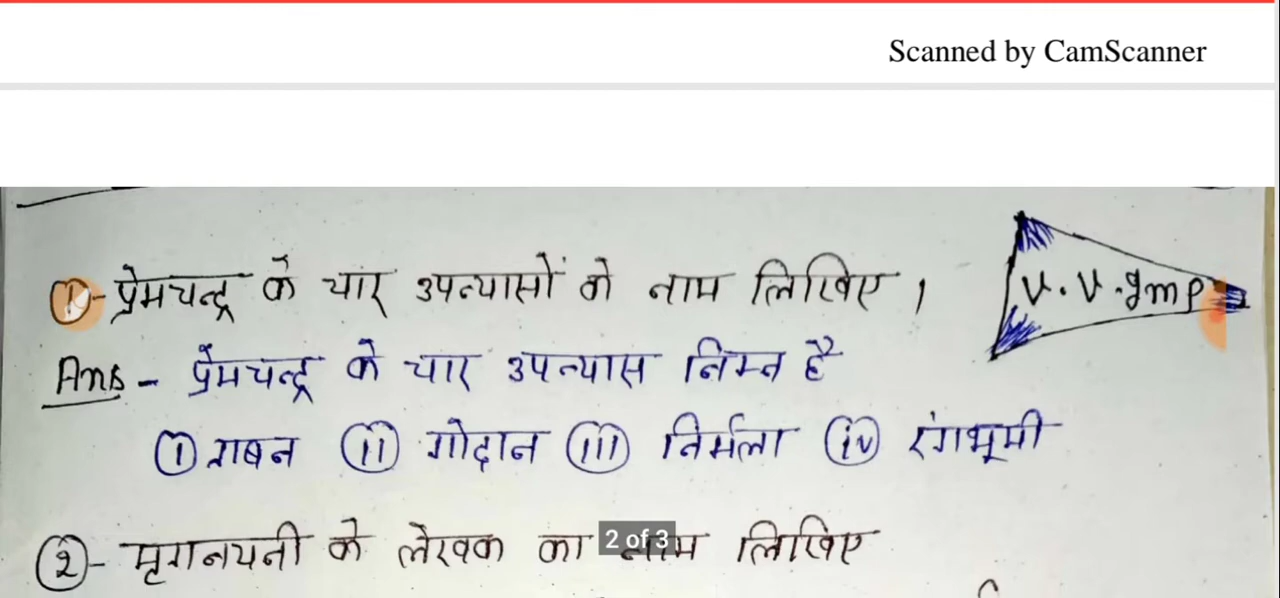 Scanned by CamScanner
①- प्रेमचन्द्र के चार उपन्यासों के नाम लिखिए । V.V.Imp
Ans - प्रेमचन्द्र के चार उपन्यास निम्न है
① गबन ⅱ गोदान ⅲ निर्मला ⅳ रंगभूमी
②- मृगनयनी के लेखक का नाम लिखिए
2 of 3